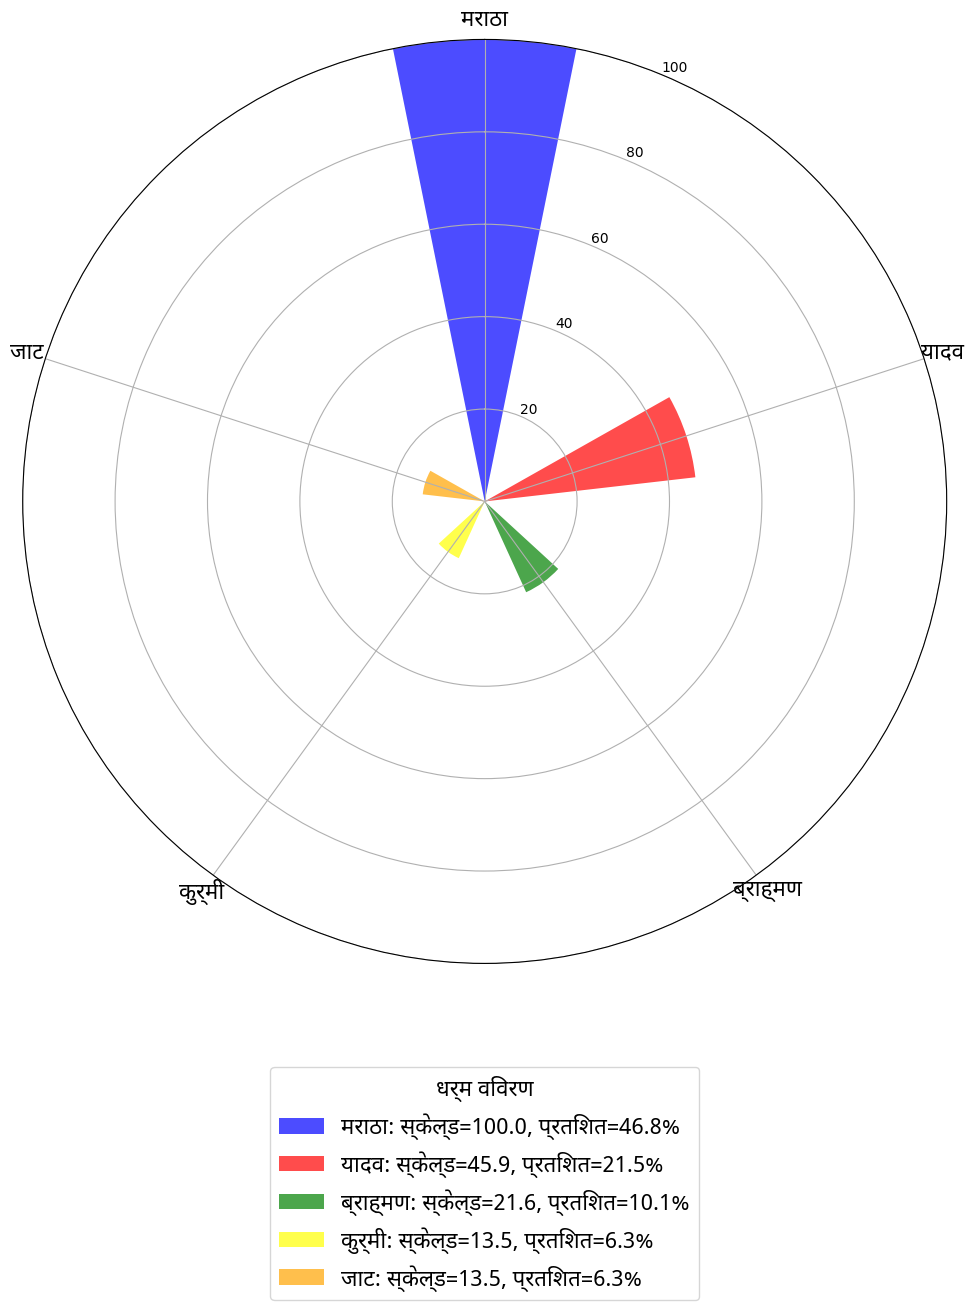 मराठा
100
80
60
40
20
जाट
यादव
कुर्मी
ब्राह्मण
धर्म विवरण
मराठा: स्केल्ड=100.0, प्रतिशत=46.8%
यादव: स्केल्ड=45.9, प्रतिशत=21.5%
ब्राह्मण: स्केल्ड=21.6, प्रतिशत=10.1%
कुर्मी: स्केल्ड=13.5, प्रतिशत=6.3%
जाट: स्केल्ड=13.5, प्रतिशत=6.3%